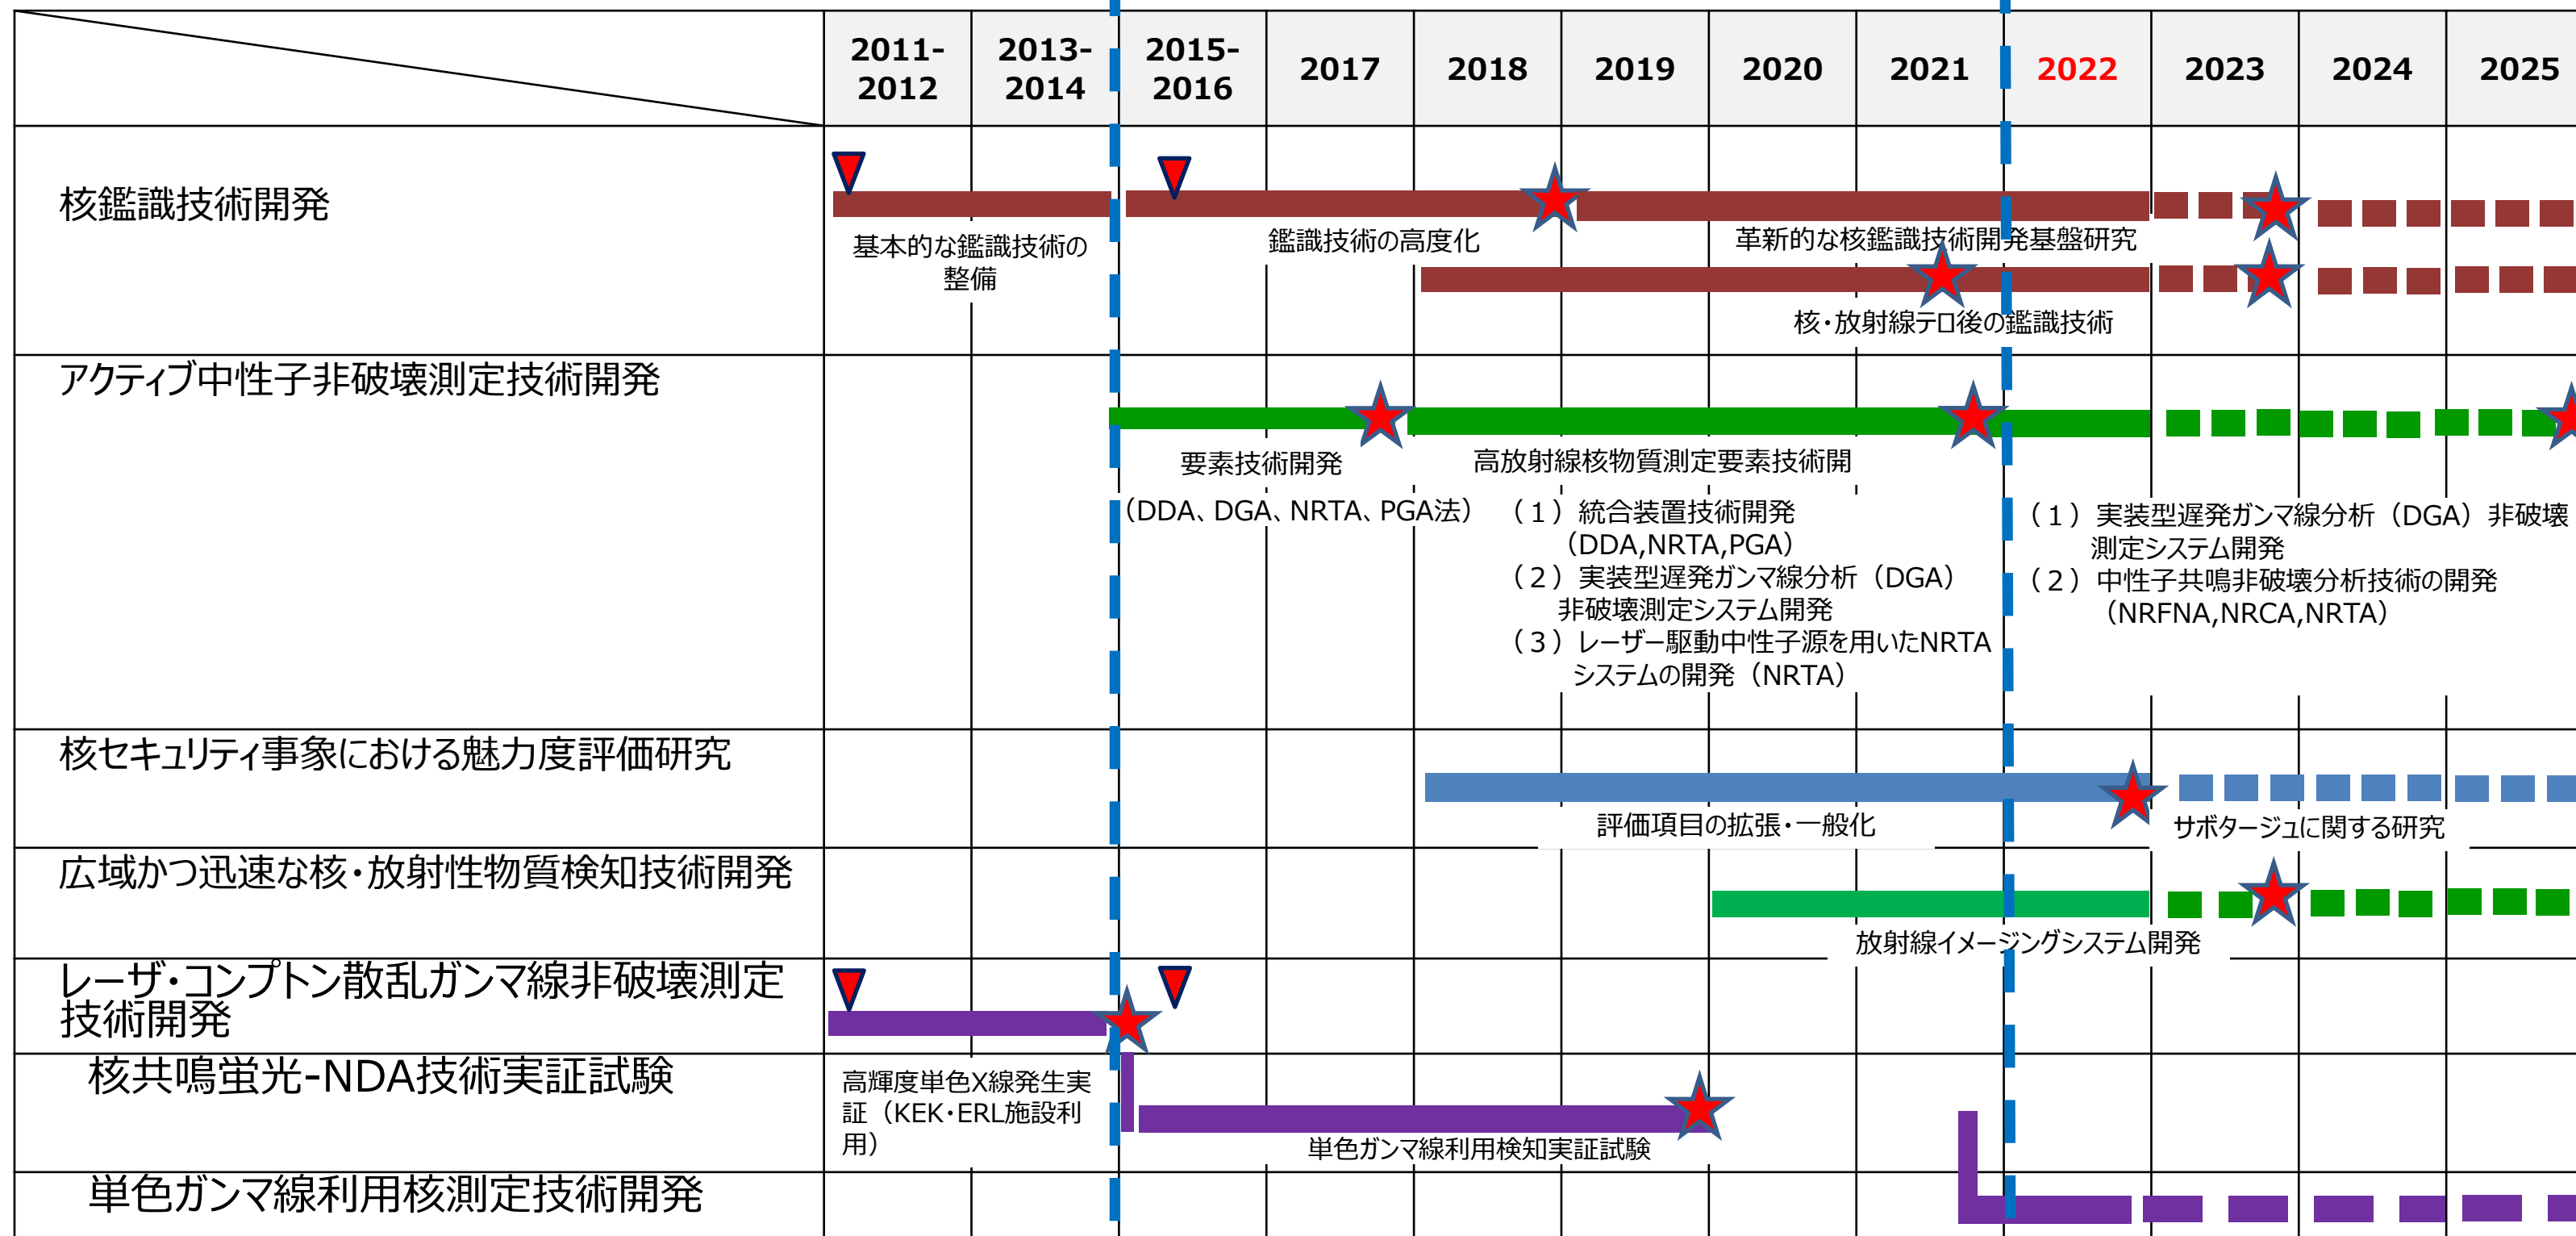 2011-
2012
2013-
2014
2015-
2016
2017
2018
2019
2020
2021
2022
2023
2024
2025
核鑑識技術開発
基本的な鑑識技術の
整備
鑑識技術の高度化
革新的な核鑑識技術開発基盤研究
核・放射線テロ後の鑑識技術
アクティブ中性子非破壊測定技術開発
要素技術開発
（DDA、DGA、NRTA、PGA法）
高放射線核物質測定要素技術開
（１）統合装置技術開発
（DDA,NRTA,PGA）
（２）実装型遅発ガンマ線分析（DGA）
非破壊測定システム開発
（３）レーザー駆動中性子源を用いたNRTA
システムの開発（NRTA）
（１）実装型遅発ガンマ線分析（DGA）非破壊
測定システム開発
（２）中性子共鳴非破壊分析技術の開発
（NRFNA,NRCA,NRTA）
核セキュリティ事象における魅力度評価研究
評価項目の拡張・一般化
サボタージュに関する研究
広域かつ迅速な核・放射性物質検知技術開発
放射線イメージングシステム開発
レーザ・コンプトン散乱ガンマ線非破壊測定
技術開発
核共鳴蛍光-NDA技術実証試験
高輝度単色X線発生実
証（KEK・ERL施設利
用）
単色ガンマ線利用検知実証試験
単色ガンマ線利用核測定技術開発